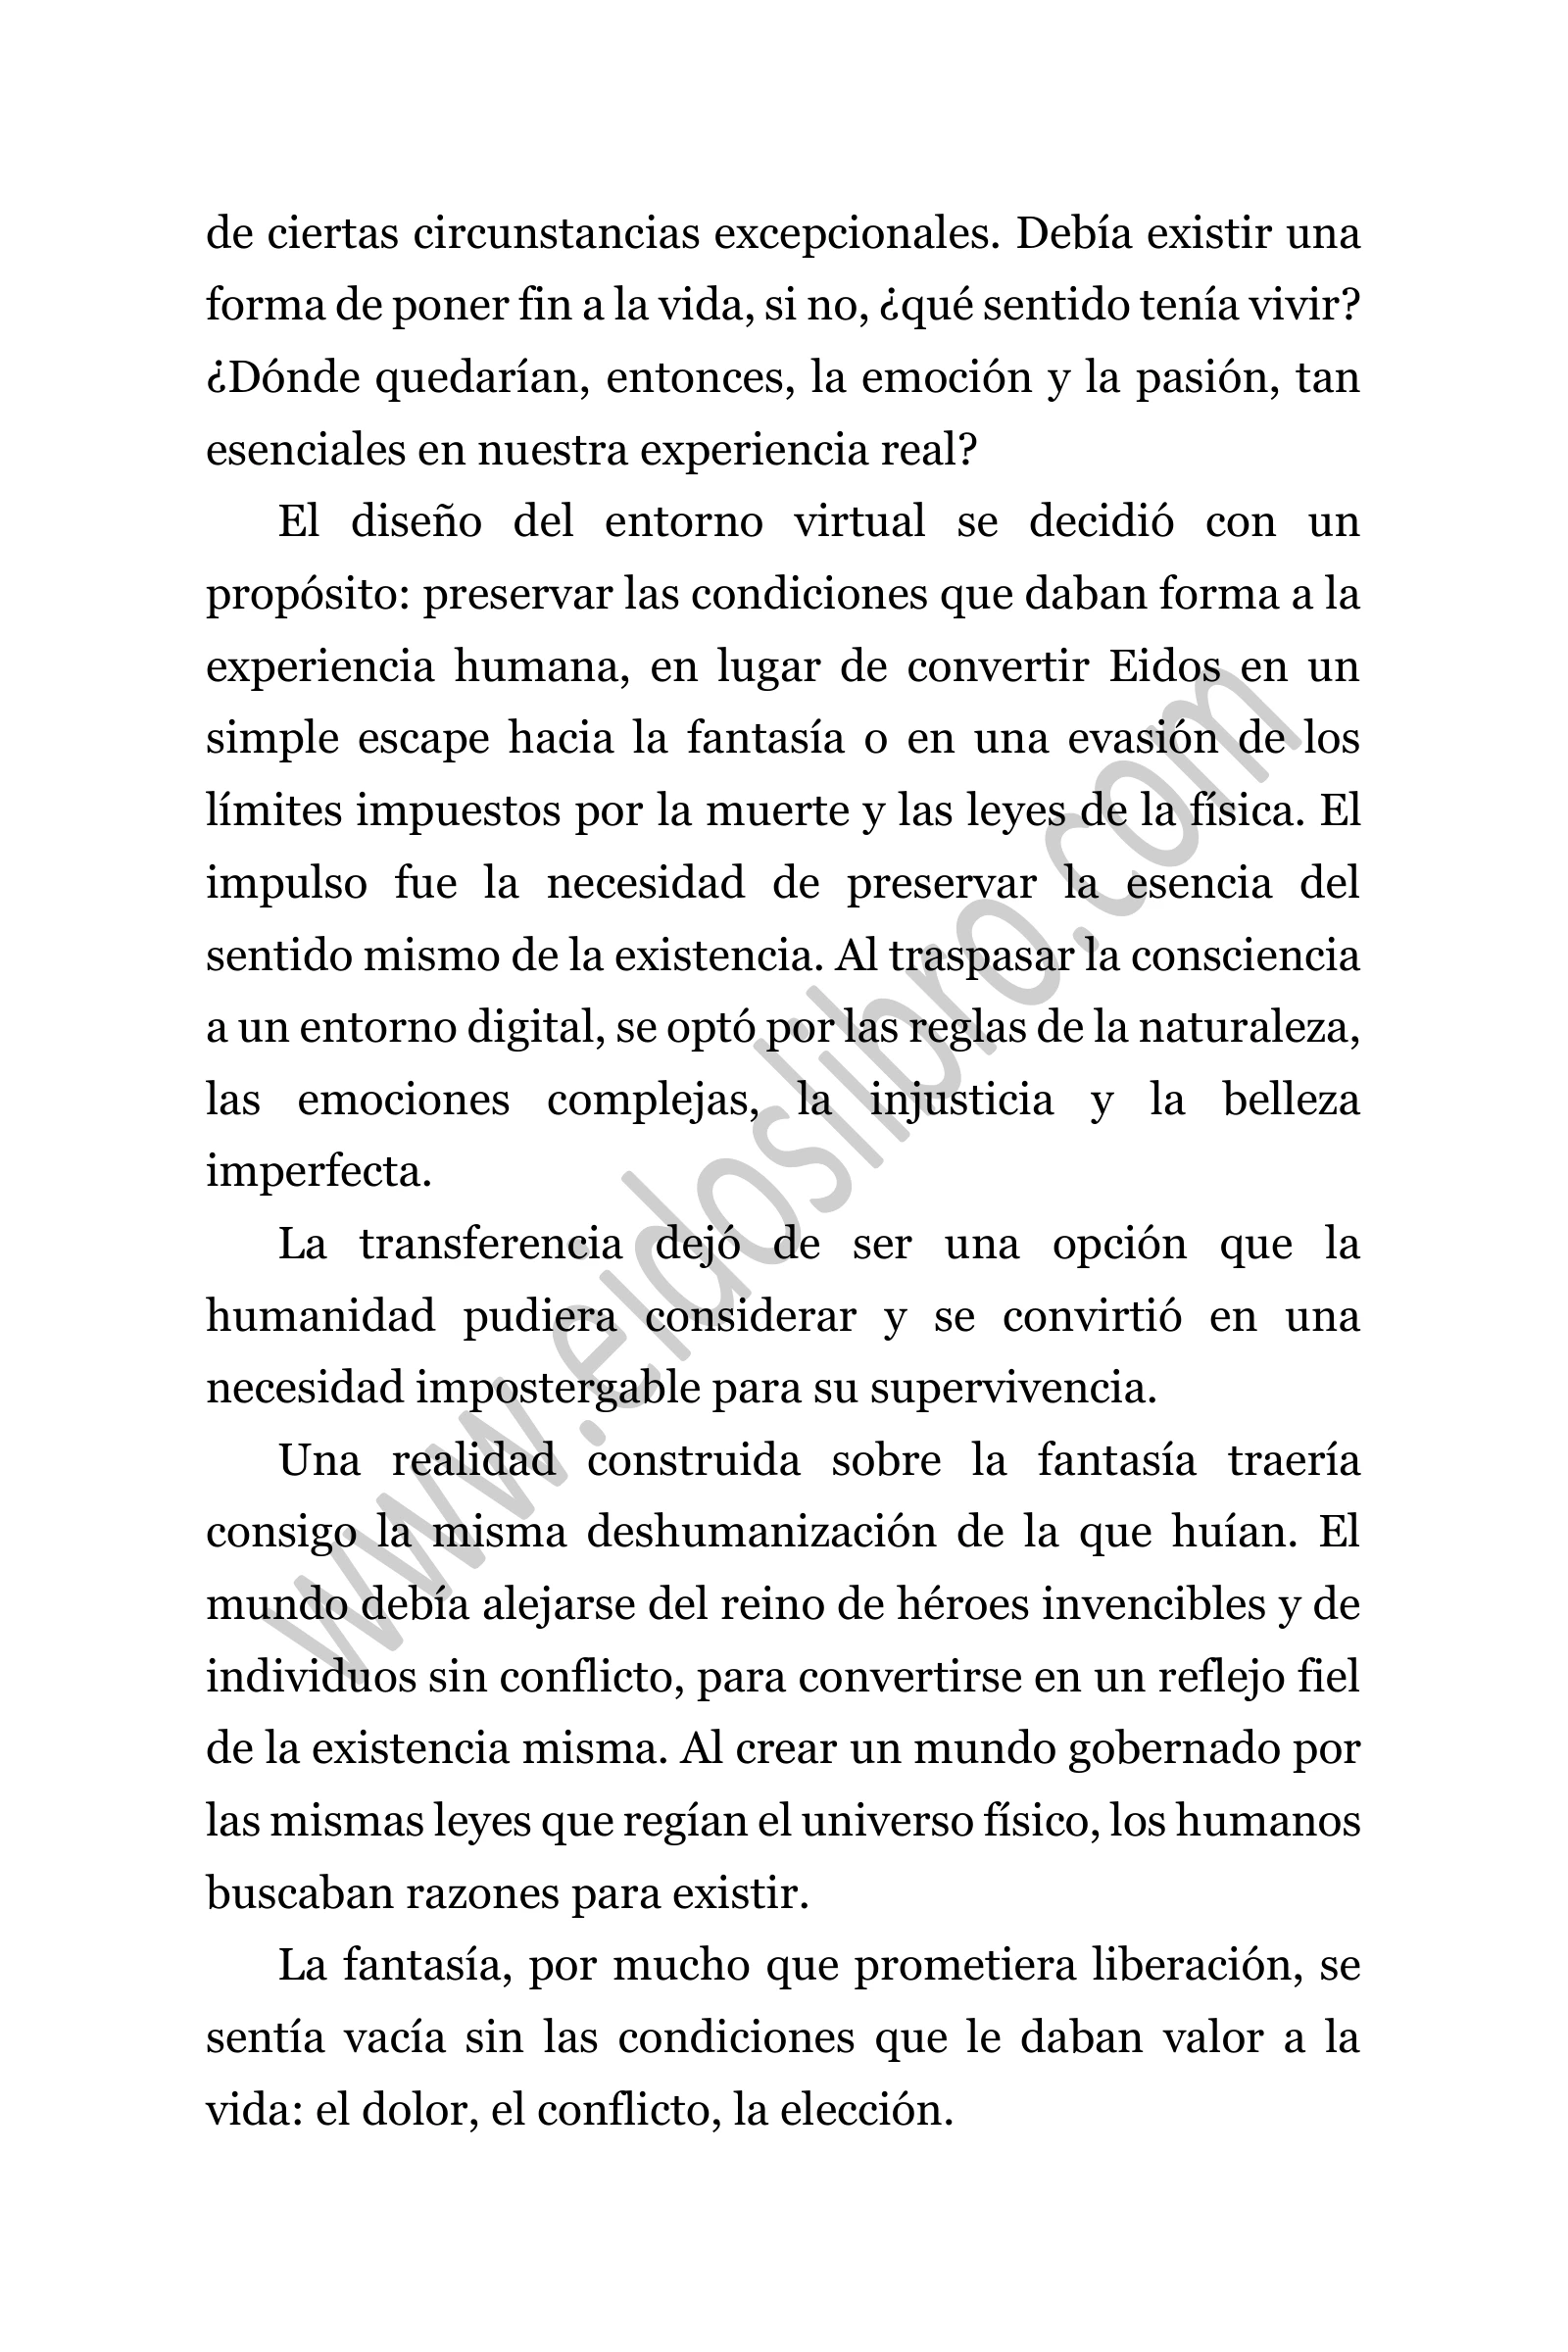 de ciertas circunstancias excepcionales. Debía existir una
forma de poner fin a la vida, si no, ¿qué sentido tenía vivir?
¿Dónde quedarían, entonces, la emoción y la pasión, tan
esenciales en nuestra experiencia real?
El diseño del entorno virtual se decidió con un
propósito: preservar las condiciones que daban forma a la
experiencia humana, en lugar de convertir Eidos en un
simple escape hacia la fantasía o en una evasión de los
límites impuestos por la muerte y las leyes de la física. El
impulso fue la necesidad de preservar la esencia del
sentido mismo de la existencia. Al traspasar la consciencia
a un entorno digital, se optó por las reglas de la naturaleza,
las emociones complejas, la injusticia y la belleza
imperfecta.
La transferencia dejó de ser una opción que la
humanidad pudiera considerar y se convirtió en una
necesidad impostergable para su supervivencia.
Una realidad construida sobre la fantasía traería
consigo la misma deshumanización de la que huían. El
mundo debía alejarse del reino de héroes invencibles y de
individuos sin conflicto, para convertirse en un reflejo fiel
de la existencia misma. Al crear un mundo gobernado por
las mismas leyes que regían el universo físico, los humanos
buscaban razones para existir.
La fantasía, por mucho que prometiera liberación, se
sentía vacía sin las condiciones que le daban valor a la
vida: el dolor, el conflicto, la elección.
www.eidoslibro.com